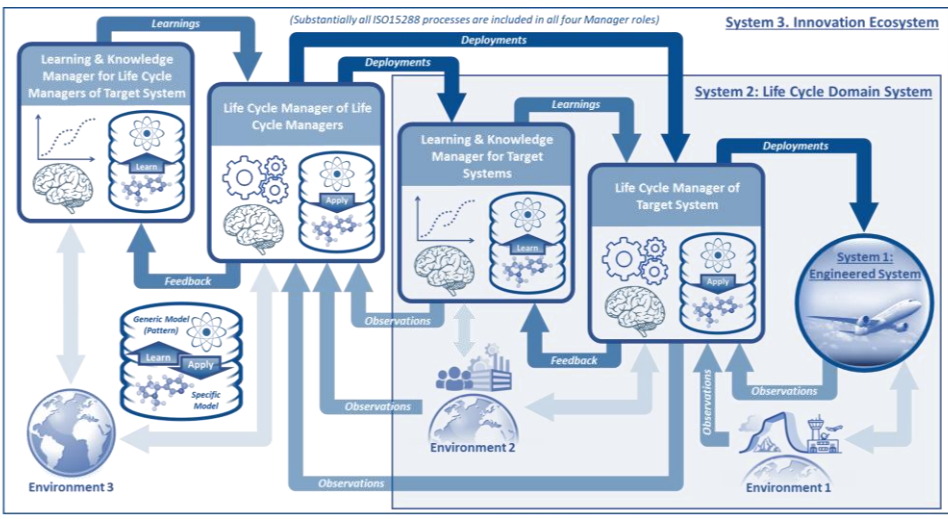 (Substantially all ISO15288 processes are included in all four Manager roles)
System 3. Innovation Ecosystem
Learnings
Deployments
Learning & Knowledge
Manager for Life Cycle
Managers of Target System
Learn
Life Cycle Manager of Life
Cycle Managers
Apply
Feedback
Deployments
System 2: Life Cycle Domain System
Learnings
Learning & Knowledge
Manager for Target
Systems
Learn
Deployments
Life Cycle Manager of
Target System
Apply
System 1:
Engineered System
Observations
Feedback
Observations
Observations
Observations
Observations
Generic Model
(Pattern)
Learn
Apply
Specific
Model
Environment 3
Environment 2
Environment 1